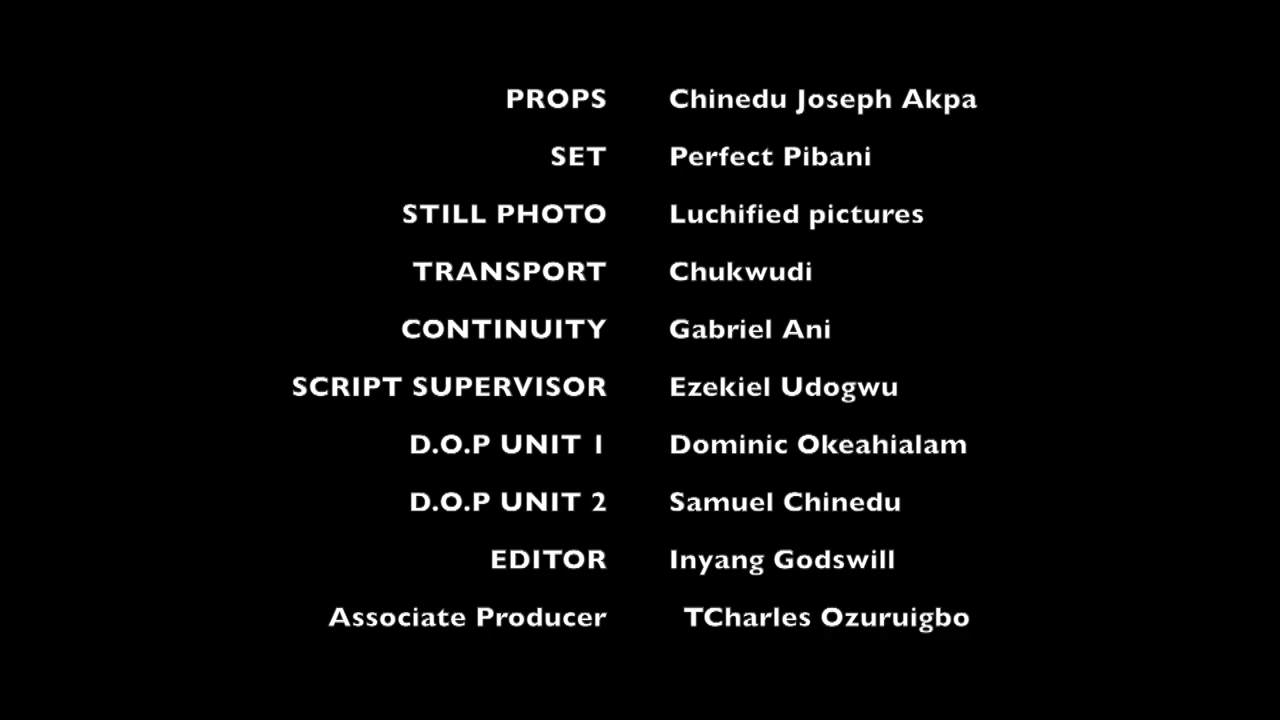 PROPS Chinedu Joseph Akpa
SET Perfect Pibani
STILL PHOTO Luchified pictures
TRANSPORT Chukwudi
CONTINUITY Gabriel Ani
SCRIPT SUPERVISOR Ezekiel Udogwu
D.O.P UNIT 1 Dominic Okeahialam
D.O.P UNIT 2 Samuel Chinedu
EDITOR Inyang Godswill
Associate Producer TCharles Ozuruigbo